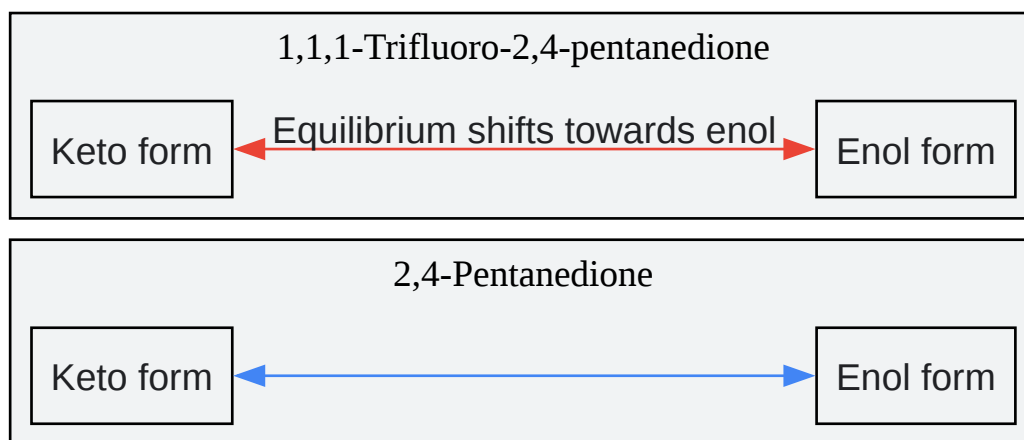 1,1,1-Trifluoro-2,4-pentanedione
Keto form
Equilibrium shifts towards enol
Enol form
2,4-Pentanedione
Keto form
Enol form